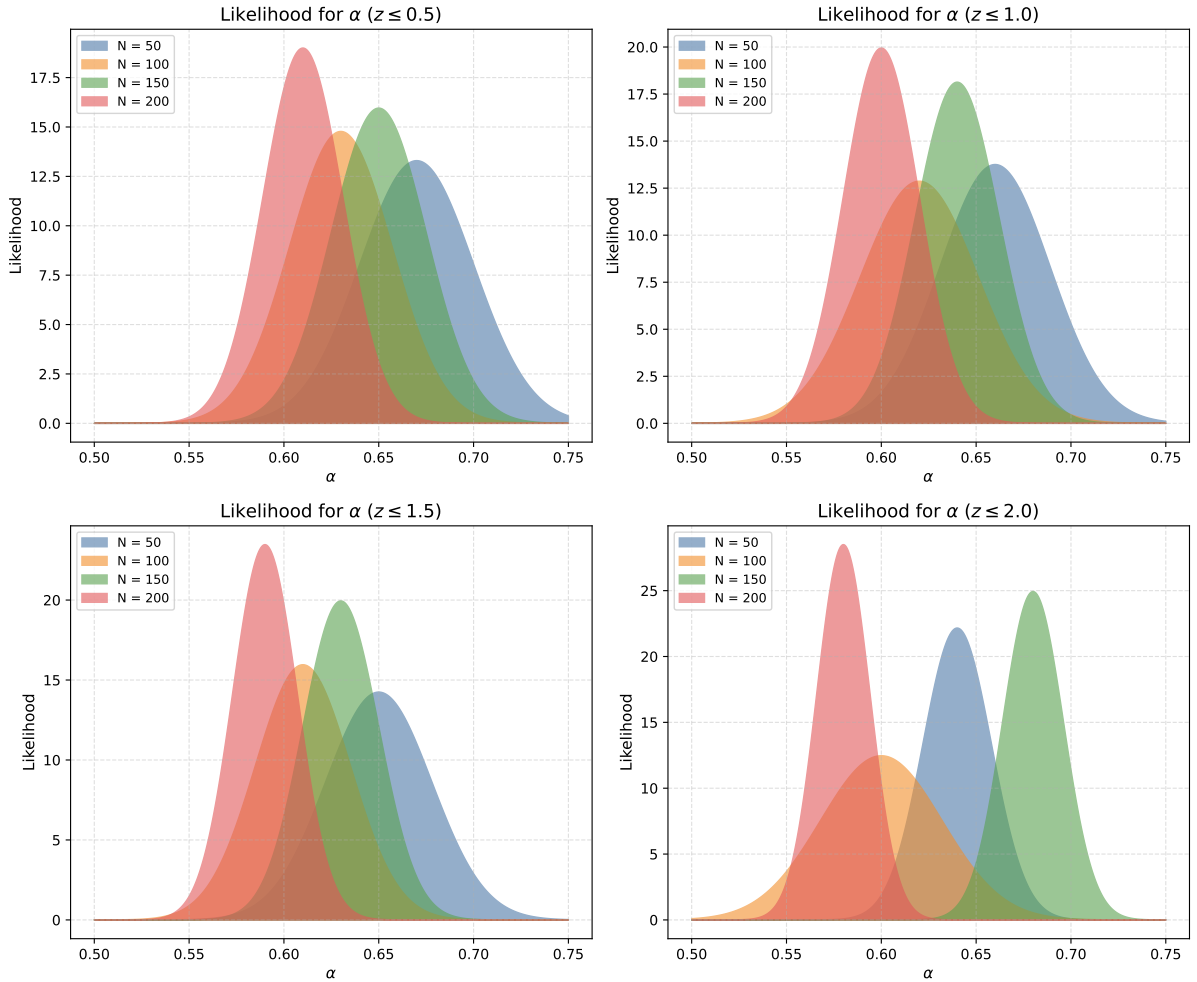 Likelihood for α (z ≤ 0.5)
N = 50
N = 100
N = 150
N = 200
17.5
15.0
12.5
10.0
7.5
5.0
2.5
0.0
Likelihood
0.50 0.55 0.60 0.65 0.70 0.75
α
Likelihood for α (z ≤ 1.0)
N = 50
N = 100
N = 150
N = 200
20.0
17.5
15.0
12.5
10.0
7.5
5.0
2.5
0.0
Likelihood
0.50 0.55 0.60 0.65 0.70 0.75
α
Likelihood for α (z ≤ 1.5)
N = 50
N = 100
N = 150
N = 200
20
15
10
5
0
Likelihood
0.50 0.55 0.60 0.65 0.70 0.75
α
Likelihood for α (z ≤ 2.0)
N = 50
N = 100
N = 150
N = 200
25
20
15
10
5
0
Likelihood
0.50 0.55 0.60 0.65 0.70 0.75
α